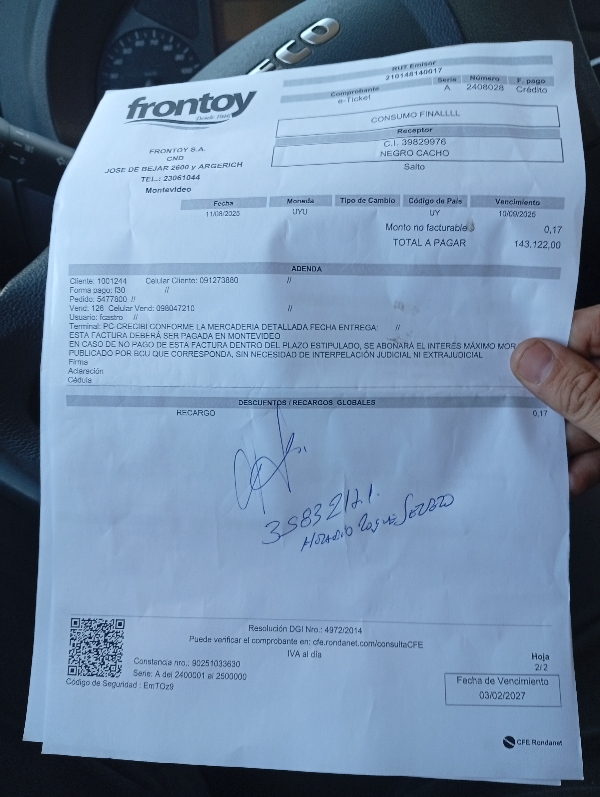 ECO
RUT Emisor
210148140017
Comprobante Serie Número F. pago
e-Ticket A 2408028 Crédito
frontoy
Desde 1946
CONSUMO FINALLLL
Receptor
C.I. 39829976
NEGRO CACHO
Salto
FRONTOY S.A.
CND
JOSE DE BEJAR 2600 y ARGERICH
TEL.: 23061044
Montevideo
Fecha Moneda Tipo de Cambio Código de País Vencimiento
11/08/2025 UYU UY 10/09/2025
Monto no facturable 0,17
TOTAL A PAGAR 143.122,00
ADENDA
Cliente: 1001244 Celular Cliente: 091273880 //
Forma pago: f30 //
Pedido: 5477800 //
Vend: 126 Celular Vend: 098047210 //
Usuario: fcastro //
Terminal: PC CRECIBI CONFORME LA MERCADERIA DETALLADA FECHA ENTREGA: //
ESTA FACTURA DEBERÁ SER PAGADA EN MONTEVIDEO
EN CASO DE NO PAGO DE ESTA FACTURA DENTRO DEL PLAZO ESTIPULADO, SE ABONARÁ EL INTERÉS MÁXIMO MOR
PUBLICADO POR BCU QUE CORRESPONDA, SIN NECESIDAD DE INTERPELACIÓN JUDICIAL NI EXTRAJUDICIAL
Firma
Aclaración
Cédula
DESCUENTOS / RECARGOS GLOBALES
RECARGO 0,17
Resolución DGI Nro.: 4972/2014
Puede verificar el comprobante en: cfe.rondanet.com/consultaCFE
IVA al día
Constancia nro.: 90251033630
Serie: A del 2400001 al 2500000
Código de Seguridad : EmTOz9
Hoja
2/2
Fecha de Vencimiento
03/02/2027
CFE Rondanet